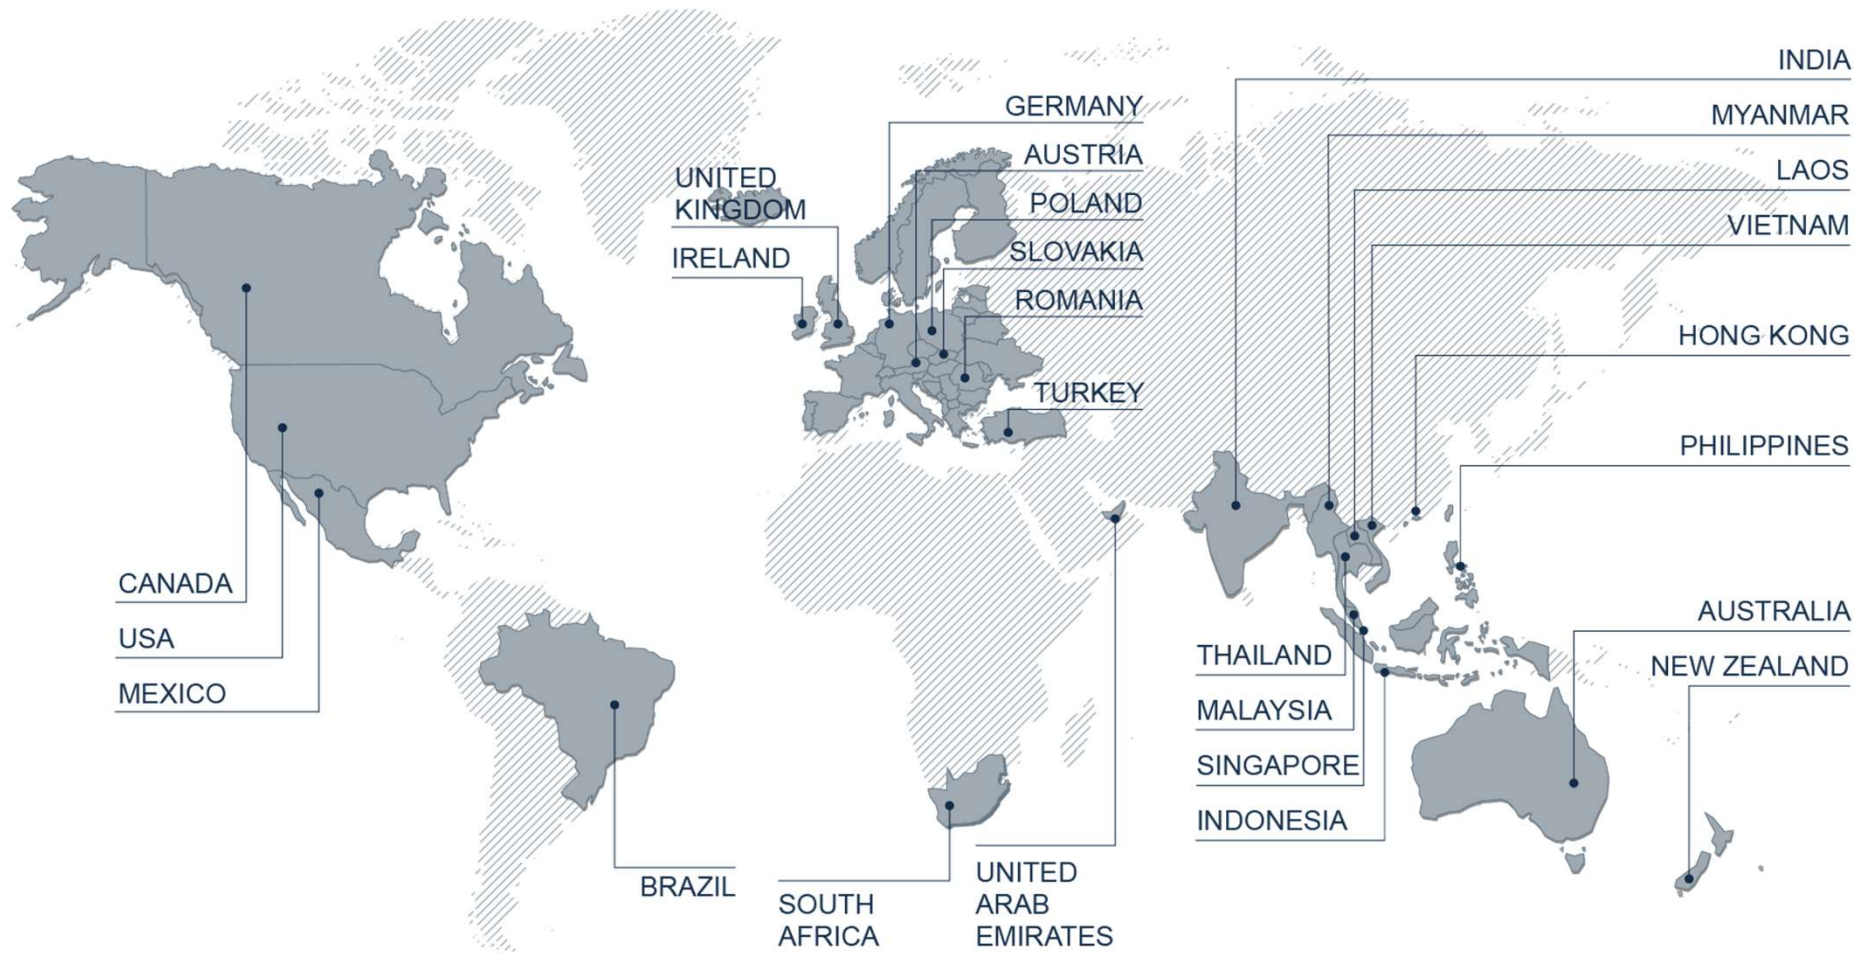 INDIA
GERMANY
MYANMAR
AUSTRIA
LAOS
UNITED
KINGDOM
POLAND
VIETNAM
IRELAND
SLOVAKIA
ROMANIA
HONG KONG
TURKEY
PHILIPPINES
CANADA
USA
MEXICO
AUSTRALIA
THAILAND
NEW ZEALAND
MALAYSIA
SINGAPORE
INDONESIA
BRAZIL
SOUTH
AFRICA
UNITED
ARAB
EMIRATES